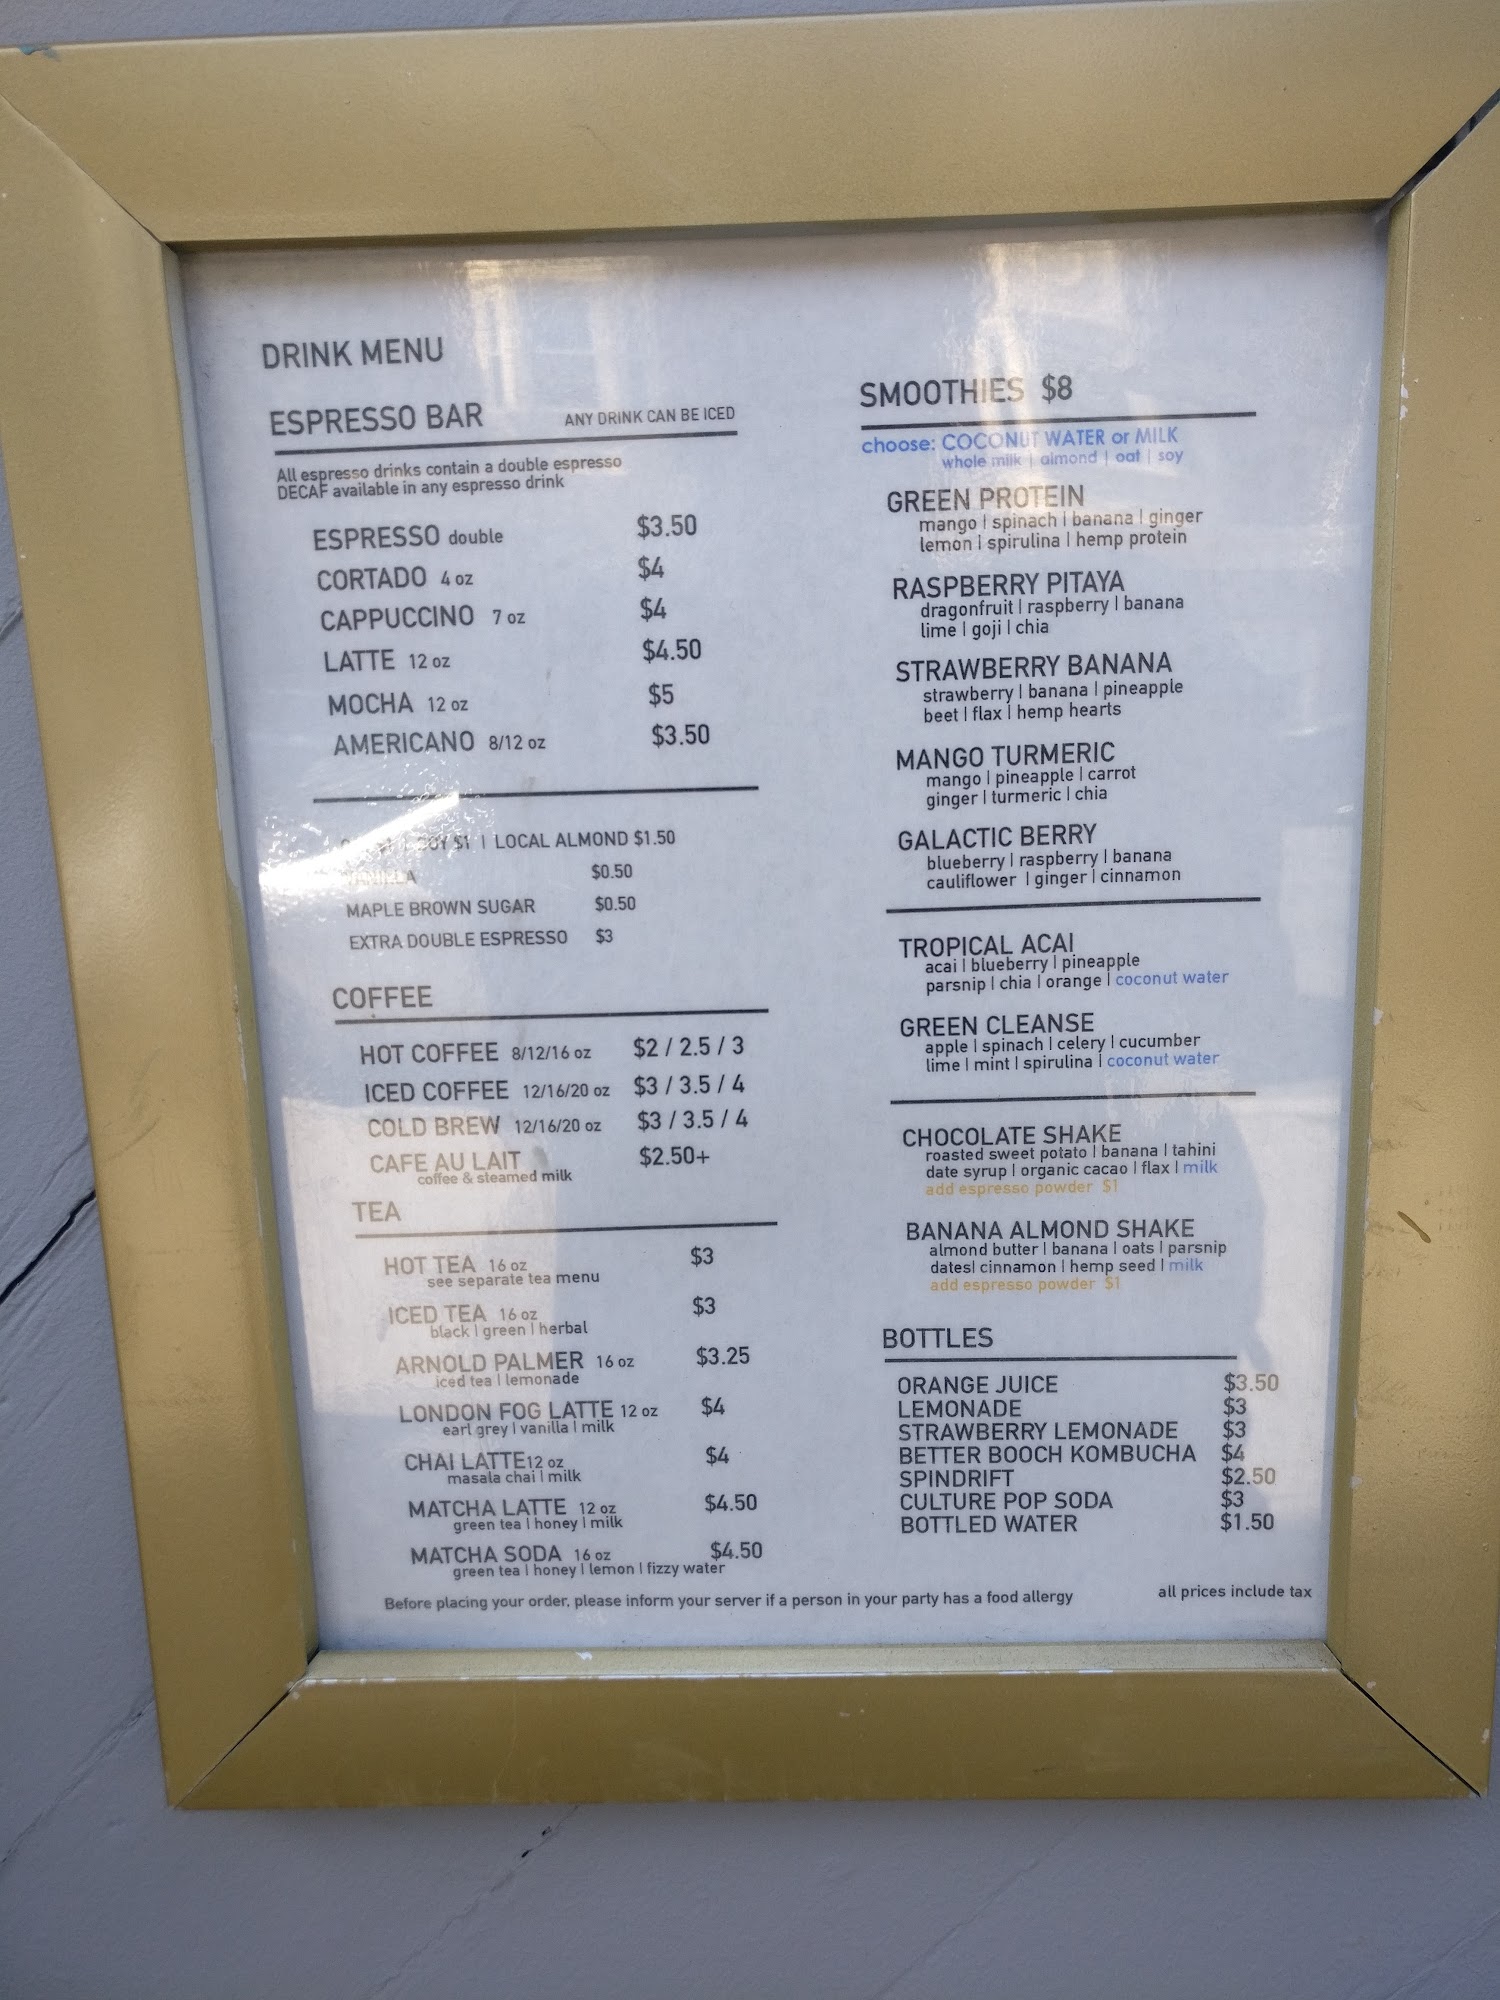 DRINK MENU
ESPRESSO BAR ANY DRINK CAN BE ICED
All espresso drinks contain a double espresso
DECAF available in any espresso drink
ESPRESSO double $3.50
CORTADO 4 oz $4
CAPPUCCINO 7 oz $4
LATTE 12 oz $4.50
MOCHA 12 oz $5
AMERICANO 8/12 oz $3.50
SOY $1 | LOCAL ALMOND $1.50
VANILLA $0.50
MAPLE BROWN SUGAR $0.50
EXTRA DOUBLE ESPRESSO $3
COFFEE
HOT COFFEE 8/12/16 oz $2 / 2.5 / 3
ICED COFFEE 12/16/20 oz $3 / 3.5 / 4
COLD BREW 12/16/20 oz $3 / 3.5 / 4
CAFE AU LAIT $2.50+
coffee & steamed milk
TEA
HOT TEA 16 oz $3
see separate tea menu
ICED TEA 16 oz $3
black | green | herbal
ARNOLD PALMER 16 oz $3.25
iced tea | lemonade
LONDON FOG LATTE 12 oz $4
earl grey | vanilla | milk
CHAI LATTE12 oz $4
masala chai | milk
MATCHA LATTE 12 oz $4.50
green tea | honey | milk
MATCHA SODA 16 oz $4.50
green tea | honey | lemon | fizzy water
SMOOTHIES $8
choose: COCONUT WATER or MILK
whole milk | almond | oat | soy
GREEN PROTEIN
mango | spinach | banana | ginger
lemon | spirulina | hemp protein
RASPBERRY PITAYA
dragonfruit | raspberry | banana
lime | goji | chia
STRAWBERRY BANANA
strawberry | banana | pineapple
beet | flax | hemp hearts
MANGO TURMERIC
mango | pineapple | carrot
ginger | turmeric | chia
GALACTIC BERRY
blueberry | raspberry | banana
cauliflower | ginger | cinnamon
TROPICAL ACAI
acai | blueberry | pineapple
parsnip | chia | orange | coconut water
GREEN CLEANSE
apple | spinach | celery | cucumber
lime | mint | spirulina | coconut water
CHOCOLATE SHAKE
roasted sweet potato | banana | tahini
date syrup | organic cacao | flax | milk
add espresso powder $1
BANANA ALMOND SHAKE
almond butter | banana | oats | parsnip
dates| cinnamon | hemp seed | milk
add espresso powder $1
BOTTLES
ORANGE JUICE $3.50
LEMONADE $3
STRAWBERRY LEMONADE $3
BETTER BOOCH KOMBUCHA $4
SPINDRIFT $2.50
CULTURE POP SODA $3
BOTTLED WATER $1.50
Before placing your order, please inform your server if a person in your party has a food allergy
all prices include tax